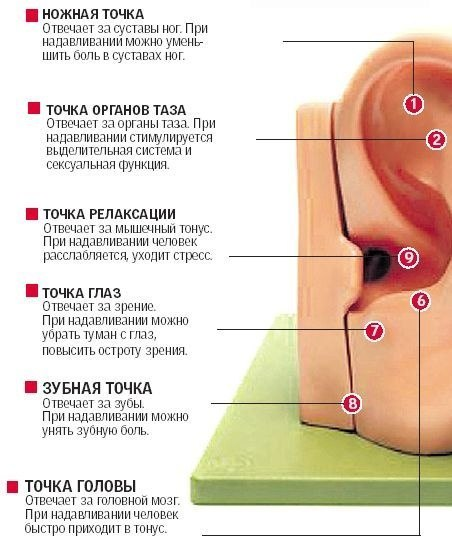 НОЖНАЯ ТОЧКА
Отвечает за суставы ног. При
надавливании можно умень-
шить боль в суставах ног.
ТОЧКА ОРГАНОВ ТАЗА
Отвечает за органы таза. При
надавливании стимулируется
выделительная система и
сексуальная функция.
ТОЧКА РЕЛАКСАЦИИ
Отвечает за мышечный тонус.
При надавливании человек
расслабляется, уходит стресс.
ТОЧКА ГЛАЗ
Отвечает за зрение.
При надавливании можно
убрать туман с глаз,
повысить остроту зрения.
ЗУБНАЯ ТОЧКА
Отвечает за зубы.
При надавливании можно
унять зубную боль.
ТОЧКА ГОЛОВЫ
Отвечает за головной мозг.
При надавливании человек
быстро приходит в тонус.
1
2
9
6
7
8